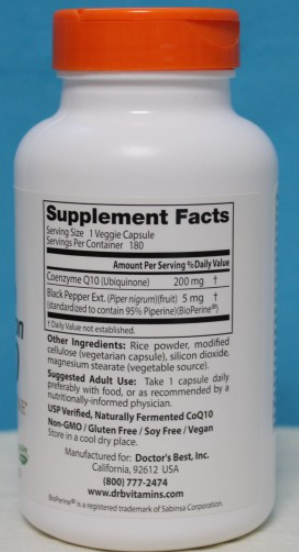 Supplement Facts
Serving Size 1 Veggie Capsule
Servings Per Container 180
Amount Per Serving %Daily Value
Coenzyme Q10 (Ubiquinone) 200 mg †
Black Pepper Ext. (Piper nigrum)(fruit) 5 mg †
(standardized to contain 95% Piperine)(BioPerine®)
† Daily Value not established.
Other Ingredients: Rice powder, modified
cellulose (vegetarian capsule), silicon dioxide,
magnesium stearate (vegetable source).
Suggested Adult Use: Take 1 capsule daily
preferably with food, or as recommended by a
nutritionally-informed physician.
USP Verified, Naturally Fermented CoQ10
Non-GMO / Gluten Free / Soy Free / Vegan
Store in a cool dry place.
Manufactured for: Doctor's Best, Inc.
California, 92612 USA
(800) 777-2474
www.drbvitamins.com
BioPerine® is a registered trademark of Sabinsa Corporation.